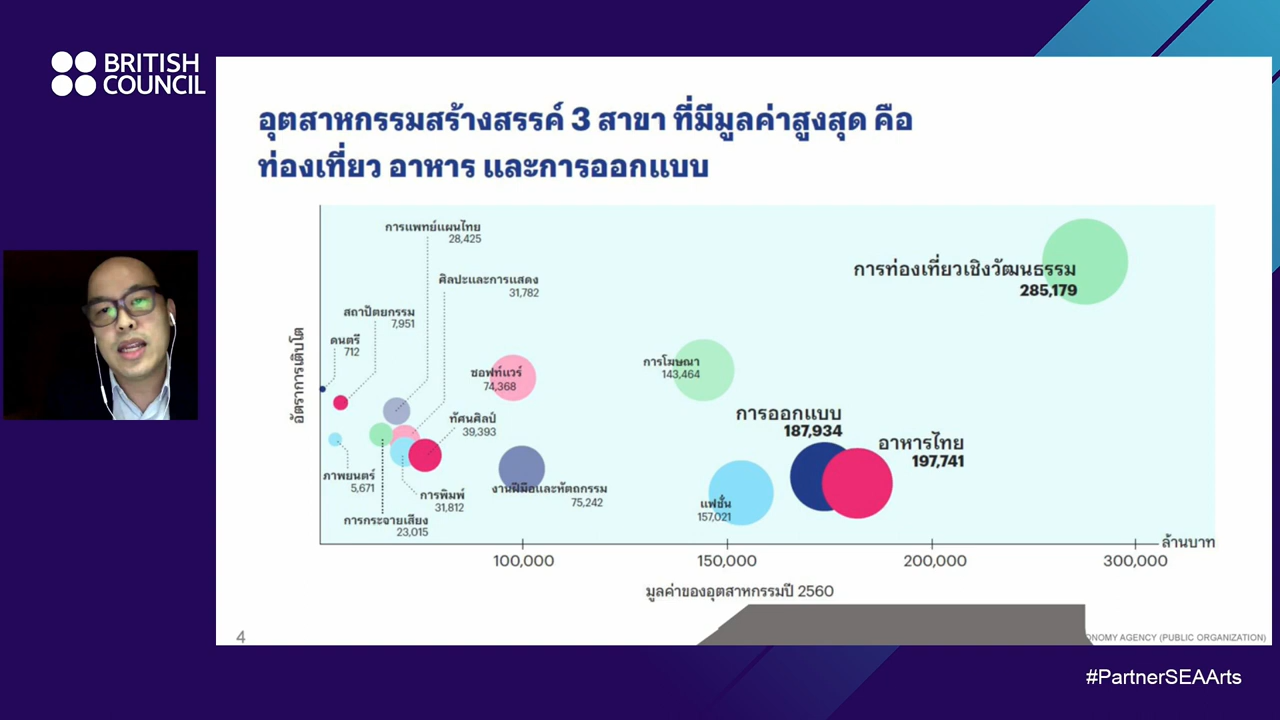 BRITISH
COUNCIL
อุตสาหกรรมสร้างสรรค์ 3 สาขา ที่มีมูลค่าสูงสุด คือ
ท่องเที่ยว อาหาร และการออกแบบ
การแพทย์แผนไทย
28,425
ศิลปะและการแสดง
31,782
สถาปัตยกรรม
7,951
ดนตรี
712
การท่องเที่ยวเชิงวัฒนธรรม
285,179
ซอฟท์แวร์
74,368
การโฆษณา
143,464
ทัศนศิลป์
39,393
การออกแบบ
187,934
อาหารไทย
197,741
ภาพยนตร์
5,671
การพิมพ์
31,812
การกระจายเสียง
23,015
งานฝีมือและหัตถกรรม
75,242
แฟชั่น
157,021
อัตราการเติบโต
ล้านบาท
100,000
150,000
200,000
300,000
มูลค่าของอุตสาหกรรมปี 2560
4
AGENCY (PUBLIC ORGANIZATION)
#PartnerSEAArts